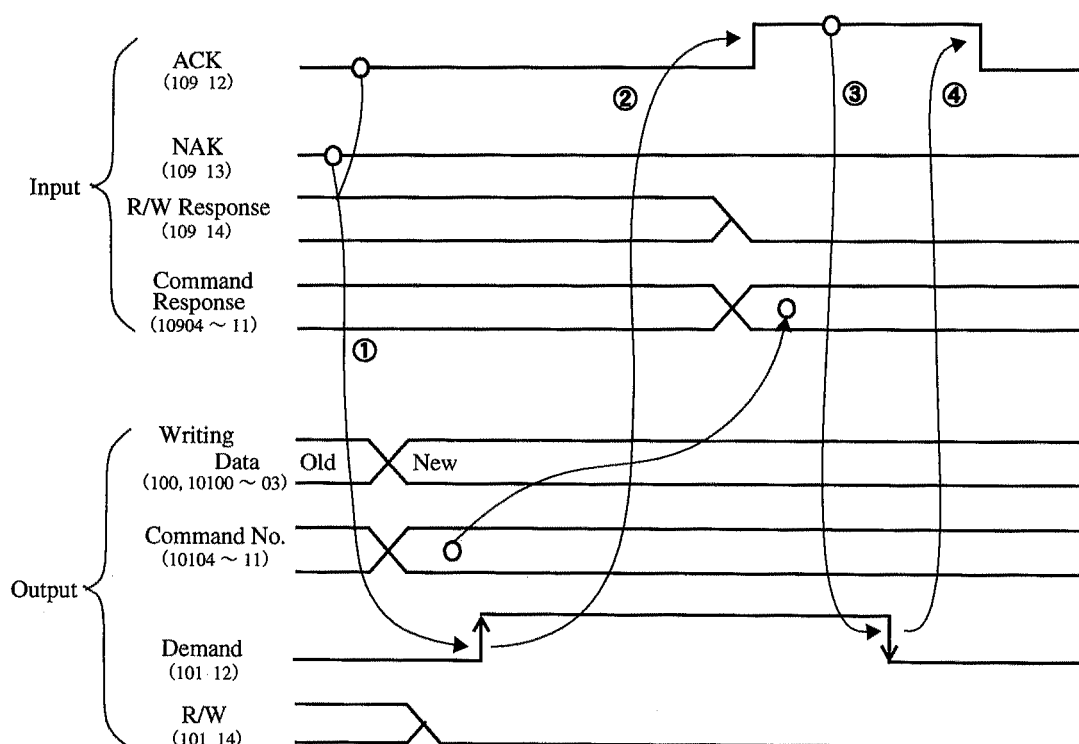 Input
ACK
(109 12)
NAK
(109 13)
R/W Response
(109 14)
Command
Response
(10904 ~ 11)
①
②
③
④
Output
Writing
Data
(100, 10100 ~ 03)
Old
New
Command No.
(10104 ~ 11)
Demand
(101 12)
R/W
(101 14)